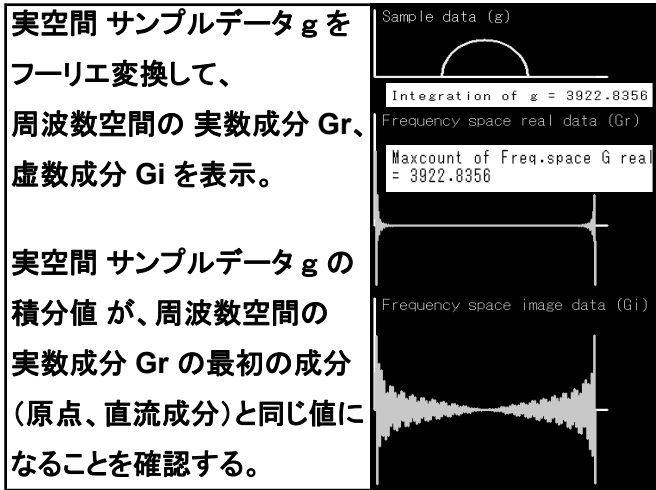 実空間 サンプルデータ g を
フーリエ変換して、
周波数空間の 実数成分 Gr、
虚数成分 Gi を表示。
実空間 サンプルデータ g の
積分値 が、周波数空間の
実数成分 Gr の最初の成分
（原点、直流成分）と同じ値に
なることを確認する。
Sample data (g)
Integration of g = 3922.8356
Frequency space real data (Gr)
Maxcount of Freq.space G real
= 3922.8356
Frequency space image data (Gi)